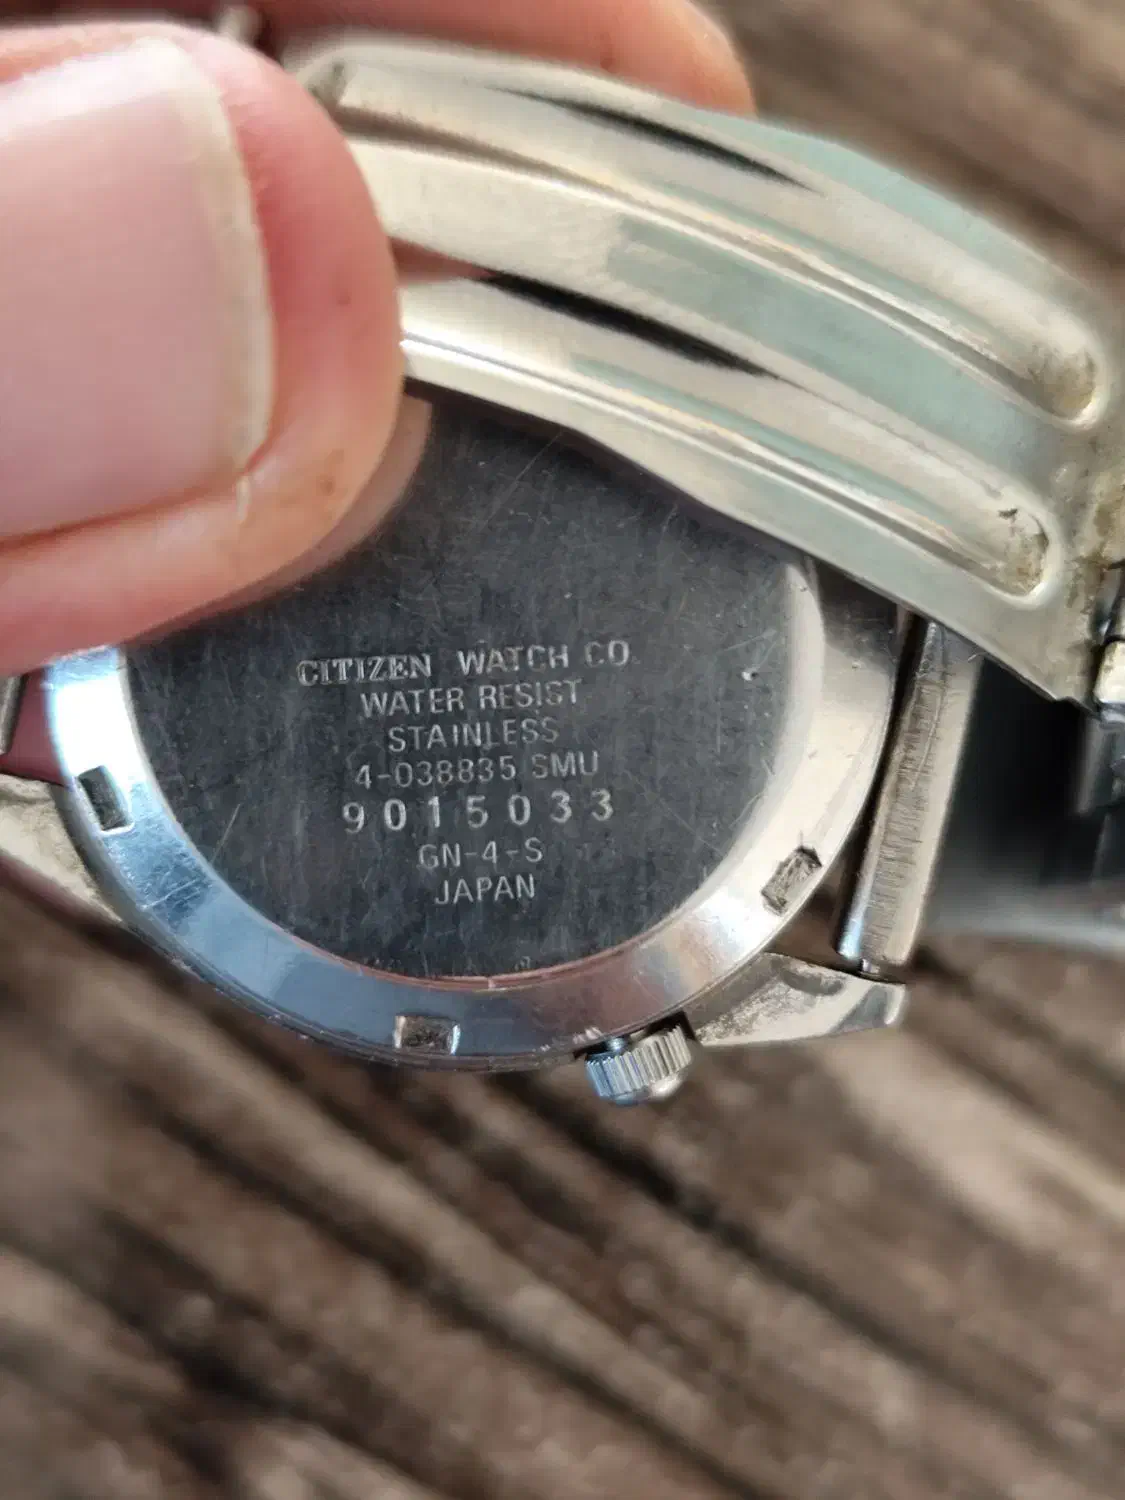 CITIZEN WATCH CO
WATER RESIST
STAINLESS
4-038835 SMU
9015033
GN-4-S
JAPAN